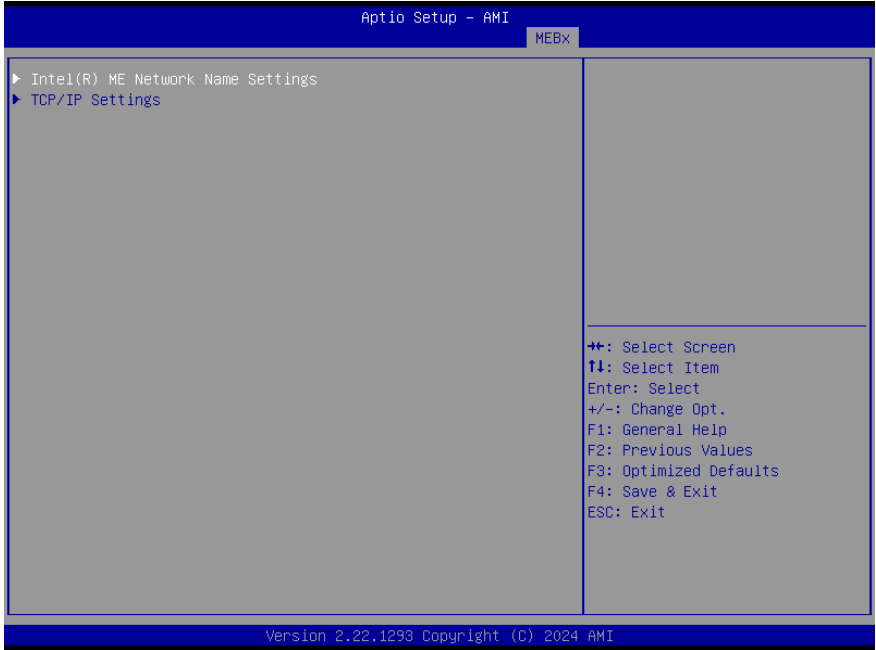 Aptio Setup – AMI
MEBx
Intel(R) ME Network Name Settings
TCP/IP Settings
→←: Select Screen
↑↓: Select Item
Enter: Select
+/-: Change Opt.
F1: General Help
F2: Previous Values
F3: Optimized Defaults
F4: Save & Exit
ESC: Exit
Version 2.22.1293 Copyright (C) 2024 AMI